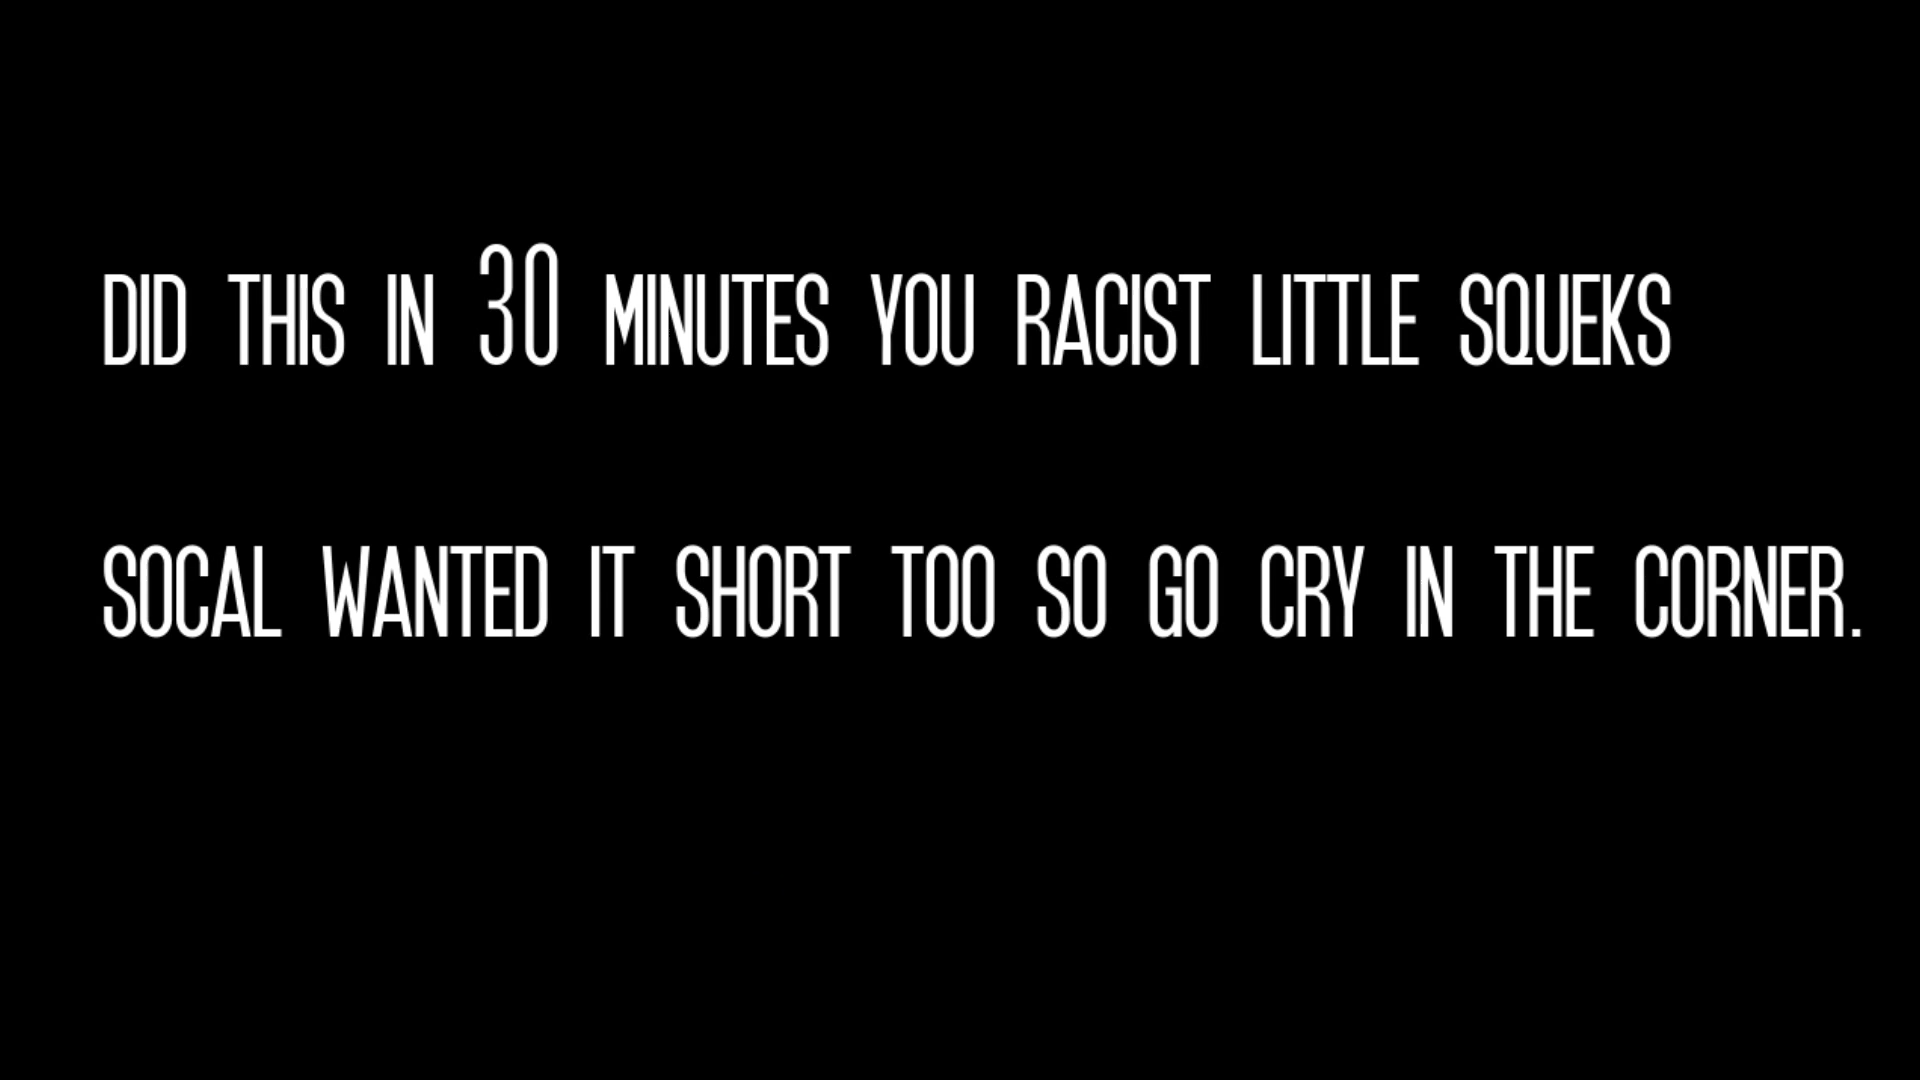 DID THIS IN 30 MINUTES YOU RACIST LITTLE SQUEKS
SOCAL WANTED IT SHORT TOO SO GO CRY IN THE CORNER.